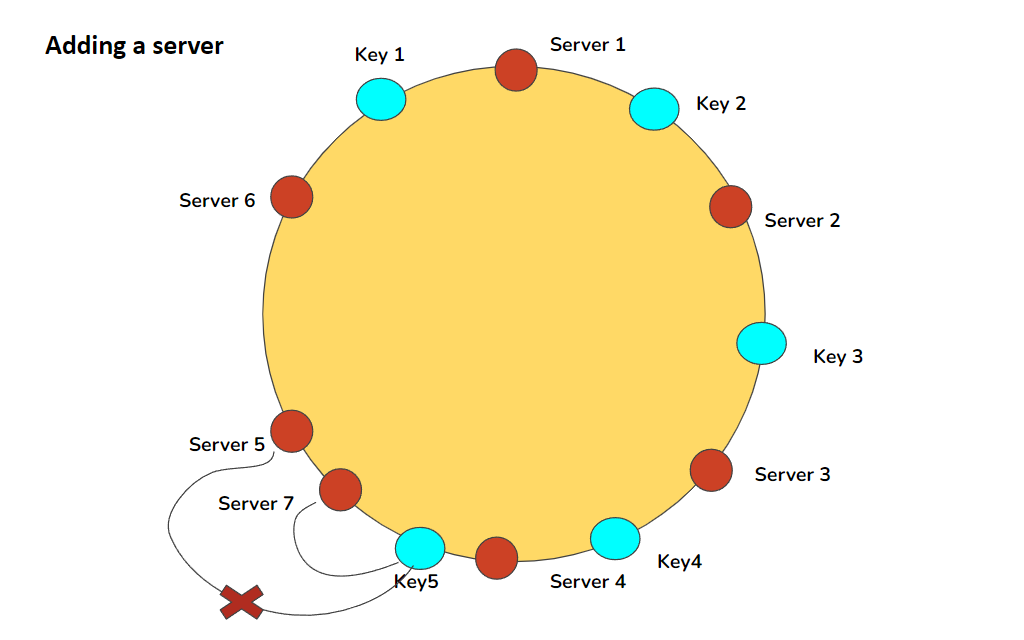 Adding a server
Key 1
Server 1
Key 2
Server 6
Server 2
Key 3
Server 5
Server 3
Server 7
Key4
Key5
Server 4